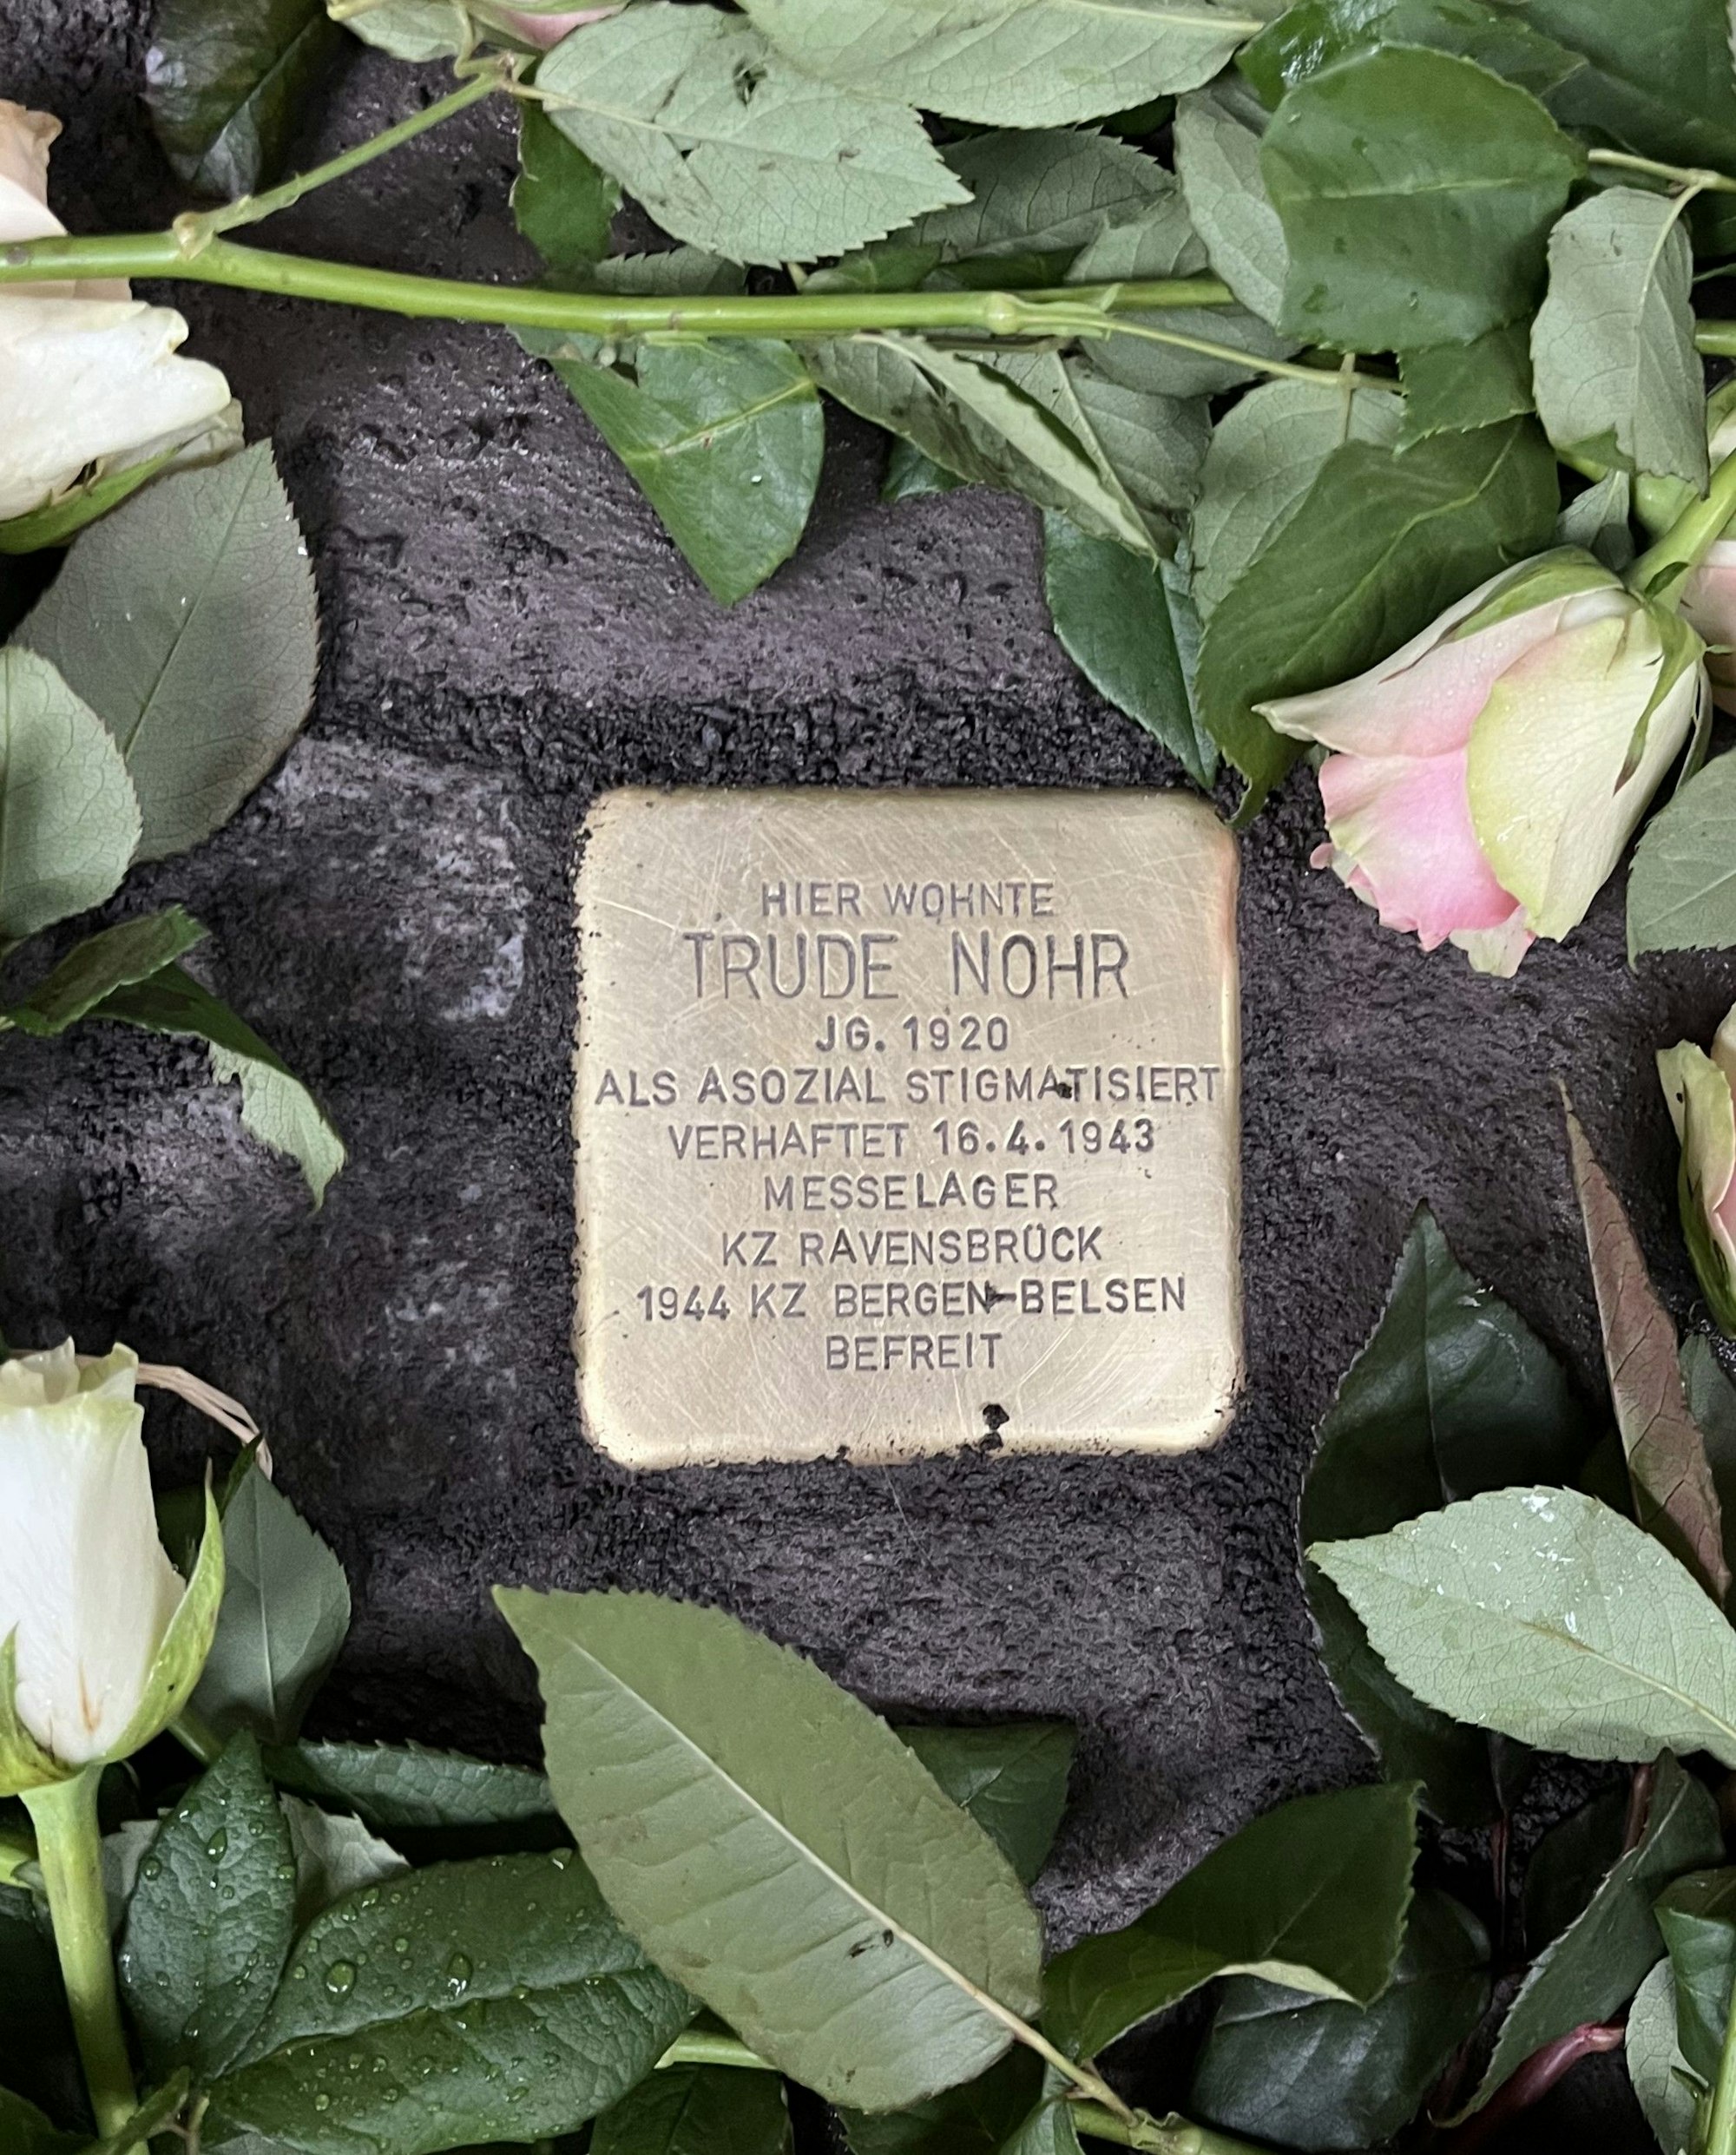 HIER WOHNTE
TRUDE NOHR
JG. 1920
ALS ASOZIAL STIGMATISIERT
VERHAFTET 16.4.1943
MESSELAGER
KZ RAVENSBRÜCK
1944 KZ BERGEN-BELSEN
BEFREIT